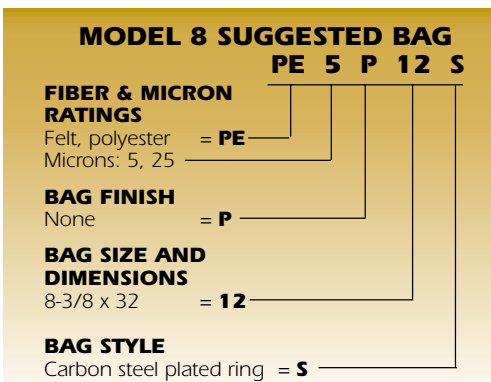 MODEL 8 SUGGESTED BAG
PE 5 P 12 S
FIBER & MICRON
RATINGS
Felt, polyester = PE
Microns: 5, 25
BAG FINISH
None = P
BAG SIZE AND
DIMENSIONS
8-3/8 x 32 = 12
BAG STYLE
Carbon steel plated ring = S